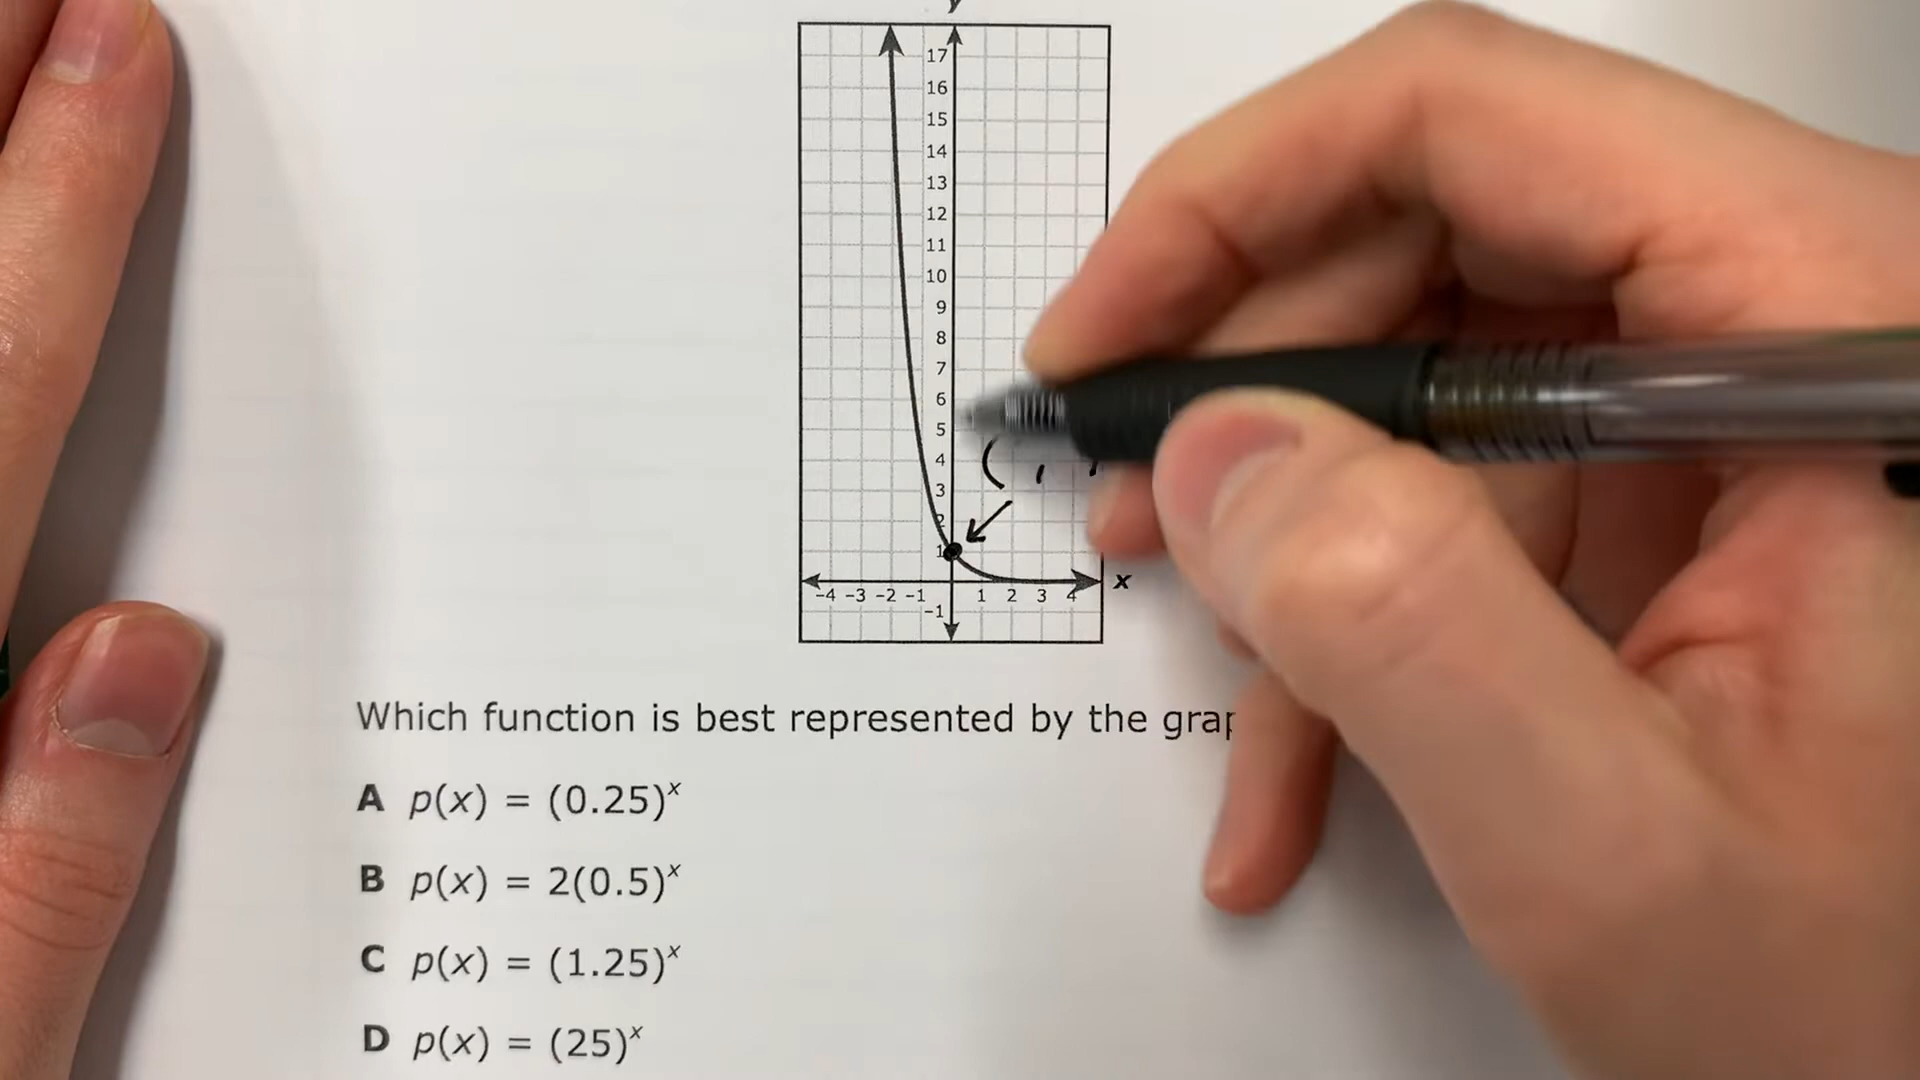 y
17
16
15
14
13
12
11
10
9
8
7
6
5
4
3
2
1
-4 -3 -2 -1 1 2 3 4 x
-1
Which function is best represented by the
A p(x) = (0.25)ˣ
B p(x) = 2(0.5)ˣ
C p(x) = (1.25)ˣ
D p(x) = (25)ˣ